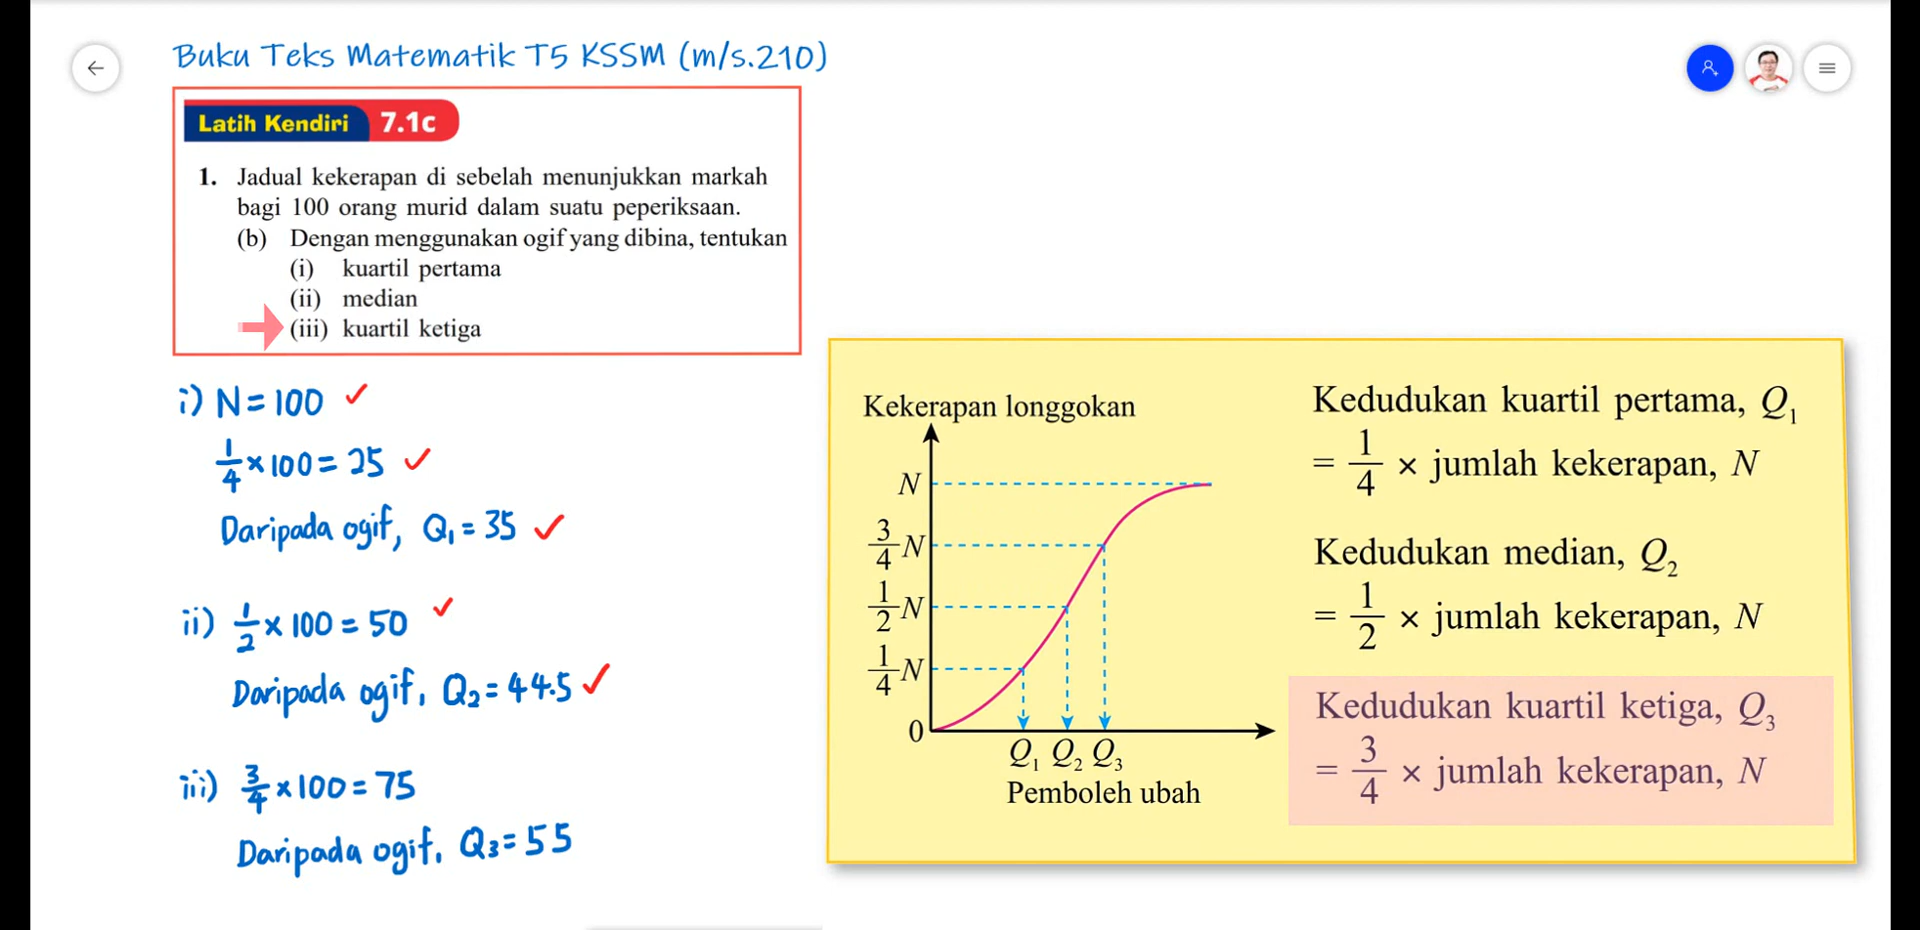 Buku Teks Matematik T5 KSSM (m/s.210)
Latih Kendiri 7.1c
1. Jadual kekerapan di sebelah menunjukkan markah
bagi 100 orang murid dalam suatu peperiksaan.
(b) Dengan menggunakan ogif yang dibina, tentukan
(i) kuartil pertama
(ii) median
(iii) kuartil ketiga
i) N = 100 ✓
1/4 × 100 = 25 ✓
Daripada ogif, Q₁ = 35 ✓
ii) 1/2 × 100 = 50 ✓
Daripada ogif, Q₂ = 44.5 ✓
iii) 3/4 × 100 = 75
Daripada ogif, Q₃ = 55
Kekerapan longgokan
N
3/4 N
1/2 N
1/4 N
0
Q₁ Q₂ Q₃
Pemboleh ubah
Kedudukan kuartil pertama, Q₁
= 1/4 × jumlah kekerapan, N
Kedudukan median, Q₂
= 1/2 × jumlah kekerapan, N
Kedudukan kuartil ketiga, Q₃
= 3/4 × jumlah kekerapan, N